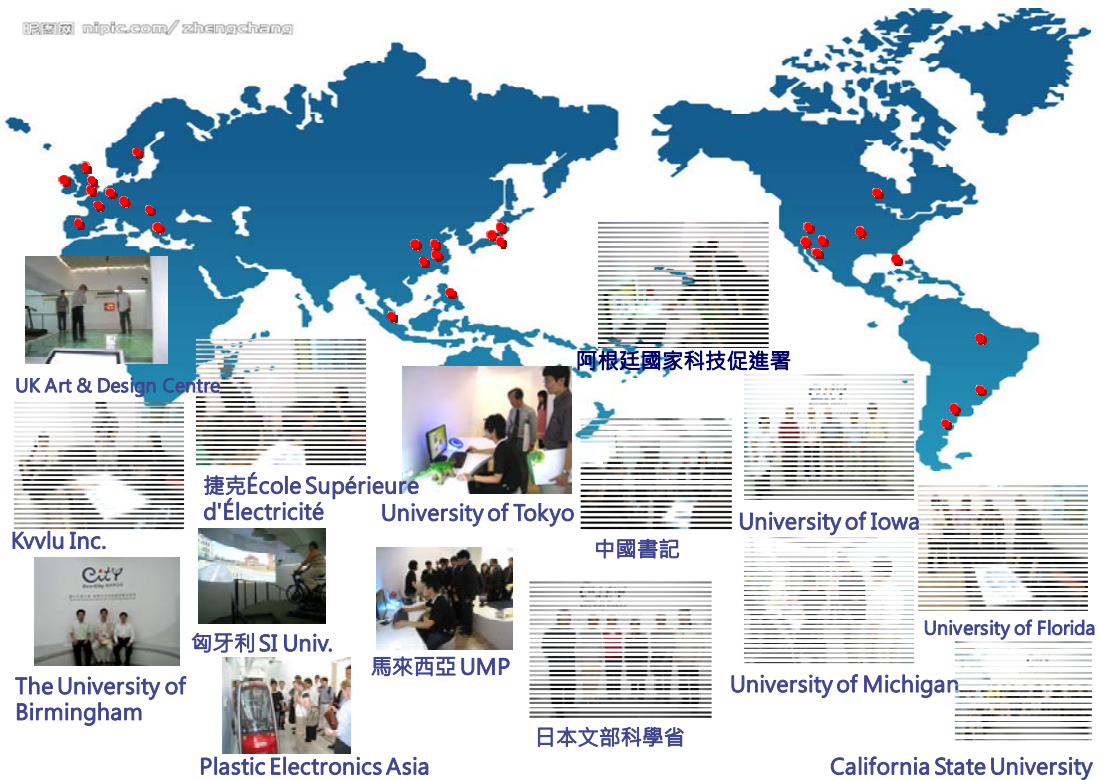 昵图网 nipic.com/zhengchang
阿根廷國家科技促進署
UK Art & Design Centre
捷克École Supérieure
d'Électricité
University of Tokyo
University of Iowa
Kvvlu Inc.
中國書記
CitY
University of Florida
匈牙利 SI Univ.
馬來西亞 UMP
The University of
Birmingham
University of Michigan
日本文部科學省
Plastic Electronics Asia
California State University